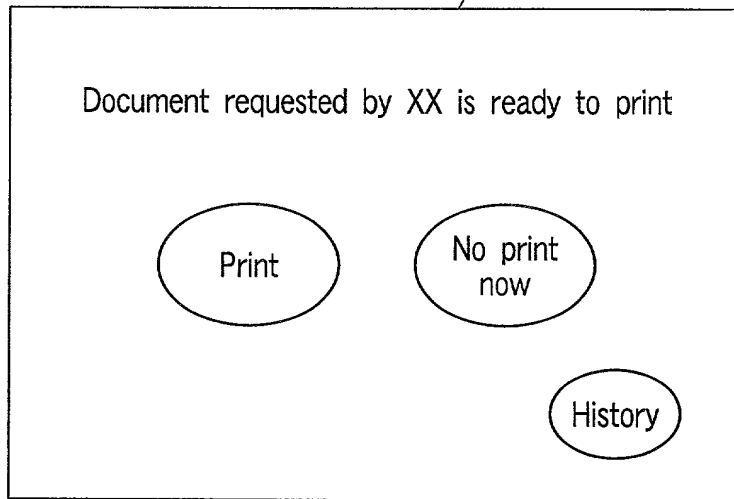 Document requested by XX is ready to print
Print
No print
now
History